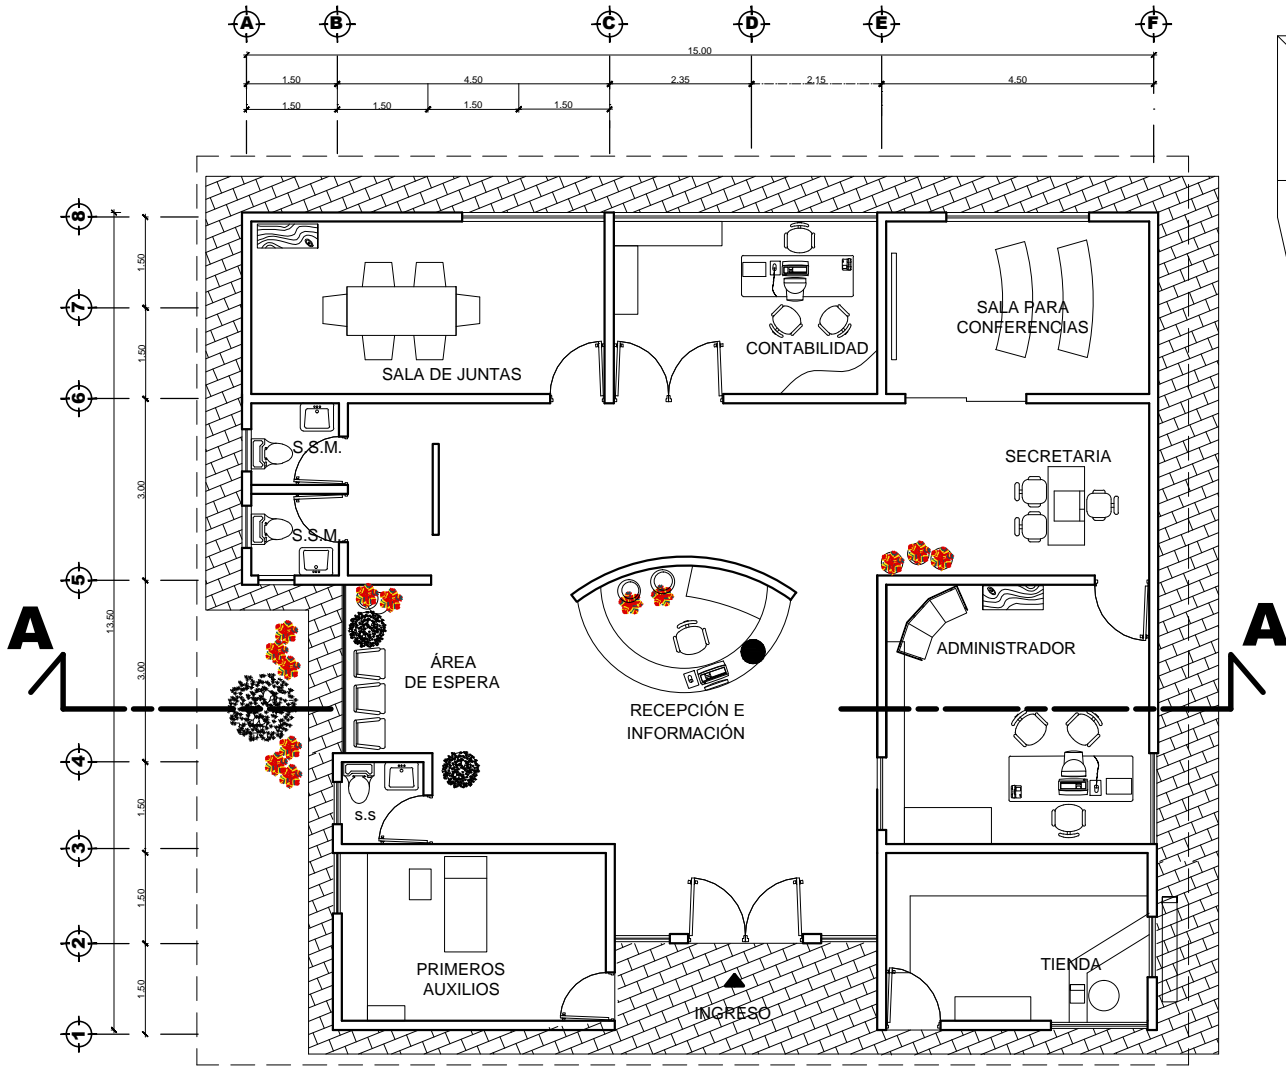 A B C D E F
15.00
1.50 4.50 2.35 2.15 4.50
1.50 1.50 1.50 1.50
8
7
6
5
4
3
2
1
13.50
1.50
1.50
3.00
3.00
1.50
1.50
1.50
SALA DE JUNTAS
CONTABILIDAD
SALA PARA
CONFERENCIAS
S.S.M.
S.S.M.
SECRETARIA
A
A
ÁREA
DE ESPERA
RECEPCIÓN E
INFORMACIÓN
ADMINISTRADOR
s.s
PRIMEROS
AUXILIOS
INGRESO
TIENDA